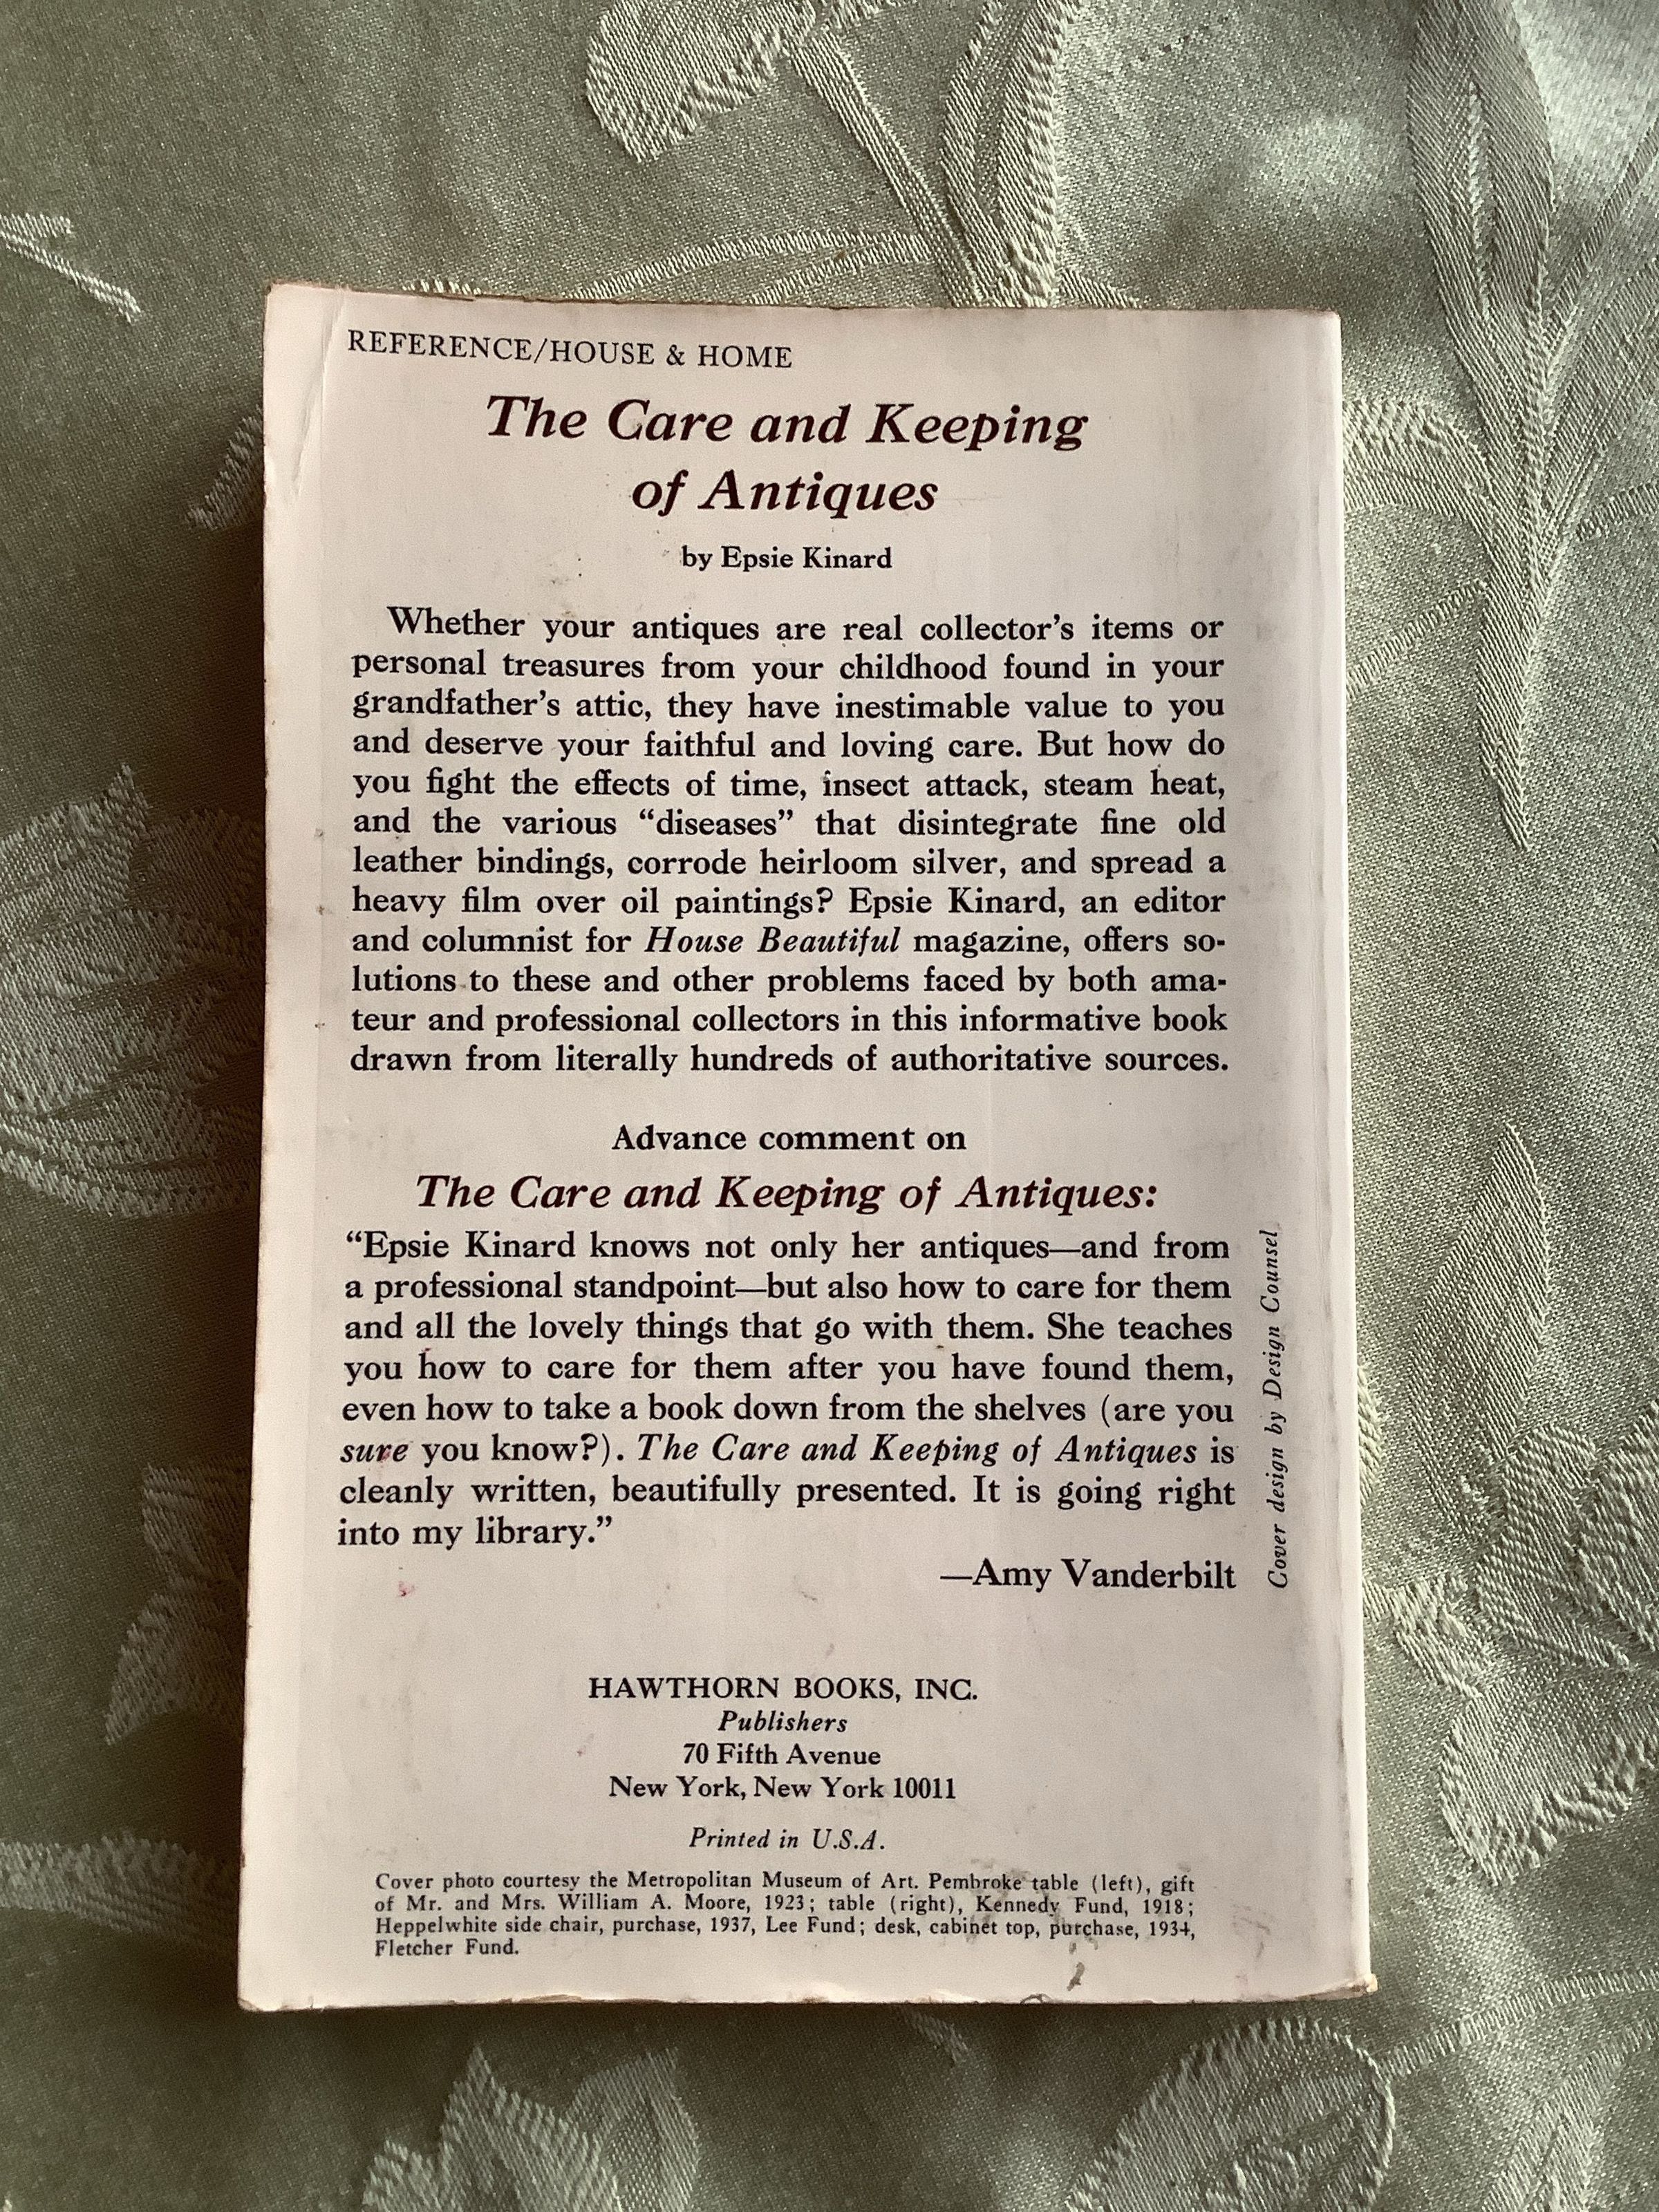 REFERENCE/HOUSE & HOME
The Care and Keeping
of Antiques
by Epsie Kinard
Whether your antiques are real collector's items or
personal treasures from your childhood found in your
grandfather's attic, they have inestimable value to you
and deserve your faithful and loving care. But how do
you fight the effects of time, insect attack, steam heat,
and the various “diseases” that disintegrate fine old
leather bindings, corrode heirloom silver, and spread a
heavy film over oil paintings? Epsie Kinard, an editor
and columnist for House Beautiful magazine, offers so-
lutions to these and other problems faced by both ama-
teur and professional collectors in this informative book
drawn from literally hundreds of authoritative sources.
Advance comment on
The Care and Keeping of Antiques:
“Epsie Kinard knows not only her antiques—and from
a professional standpoint—but also how to care for them
and all the lovely things that go with them. She teaches
you how to care for them after you have found them,
even how to take a book down from the shelves (are you
sure you know?). The Care and Keeping of Antiques is
cleanly written, beautifully presented. It is going right
into my library.”
—Amy Vanderbilt
Cover design by Design Counsel
HAWTHORN BOOKS, INC.
Publishers
70 Fifth Avenue
New York, New York 10011
Printed in U.S.A.
Cover photo courtesy the Metropolitan Museum of Art. Pembroke table (left), gift
of Mr. and Mrs. William A. Moore, 1923; table (right), Kennedy Fund, 1918;
Heppelwhite side chair, purchase, 1937, Lee Fund; desk, cabinet top, purchase, 1934,
Fletcher Fund.